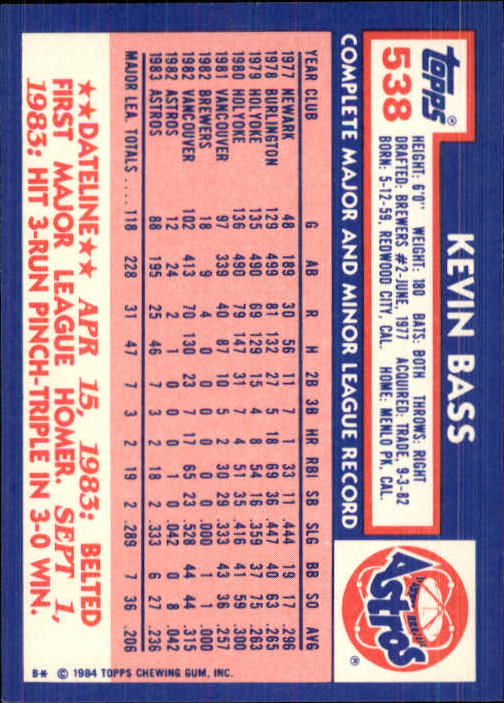 topps®
538
KEVIN BASS
HEIGHT: 6'0" WEIGHT: 180 BATS: BOTH THROWS: RIGHT
DRAFTED: BREWERS #2-JUNE, 1977 ACQUIRED: TRADE, 9-3-82
BORN: 5-12-59, REDWOOD CITY, CAL. HOME: MENLO PK, CAL.
Astros
®
COMPLETE MAJOR AND MINOR LEAGUE RECORD
YEAR CLUB G AB R H 2B 3B HR RBI SB SLG BB SO AVG
1977 NEWARK 48 189 30 56 11 7 1 33 11 .444 19 17 .296
1978 BURLINGTON 129 499 81 132 27 5 18 69 36 .447 40 63 .265
1979 HOLYOKE 135 490 69 129 15 4 8 54 16 .359 37 75 .263
1980 HOLYOKE 136 490 79 147 31 7 4 51 35 .416 41 59 .300
1981 VANCOUVER 97 339 40 87 10 5 2 30 29 .333 43 36 .257
1982 BREWERS 18 9 4 0 0 0 0 0 0 .000 1 1 .000
1982 VANCOUVER 102 413 70 130 23 7 17 65 23 .528 44 44 .315
1982 ASTROS 12 24 2 1 0 0 0 1 0 .042 0 8 .042
1983 ASTROS 88 195 25 46 7 3 2 18 2 .333 6 27 .236
MAJOR LEA. TOTALS .... 118 228 31 47 7 3 2 19 2 .289 7 36 .206
★★DATELINE★★ APR 15, 1983: BELTED
FIRST MAJOR LEAGUE HOMER. SEPT 1,
1983: HIT 3-RUN PINCH-TRIPLE IN 3-0 WIN.
B* © 1984 TOPPS CHEWING GUM, INC.